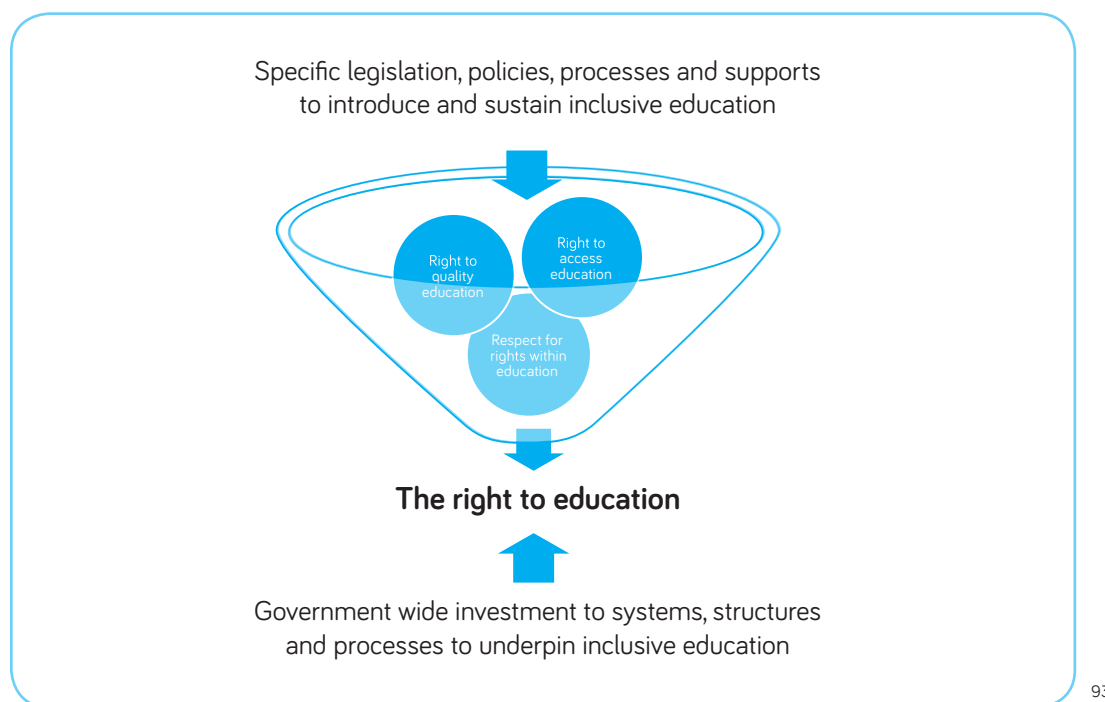 Specific legislation, policies, processes and supports
to introduce and sustain inclusive education
Right to
quality
education
Right to
access
education
Respect for
rights within
education
The right to education
Government wide investment to systems, structures
and processes to underpin inclusive education
93